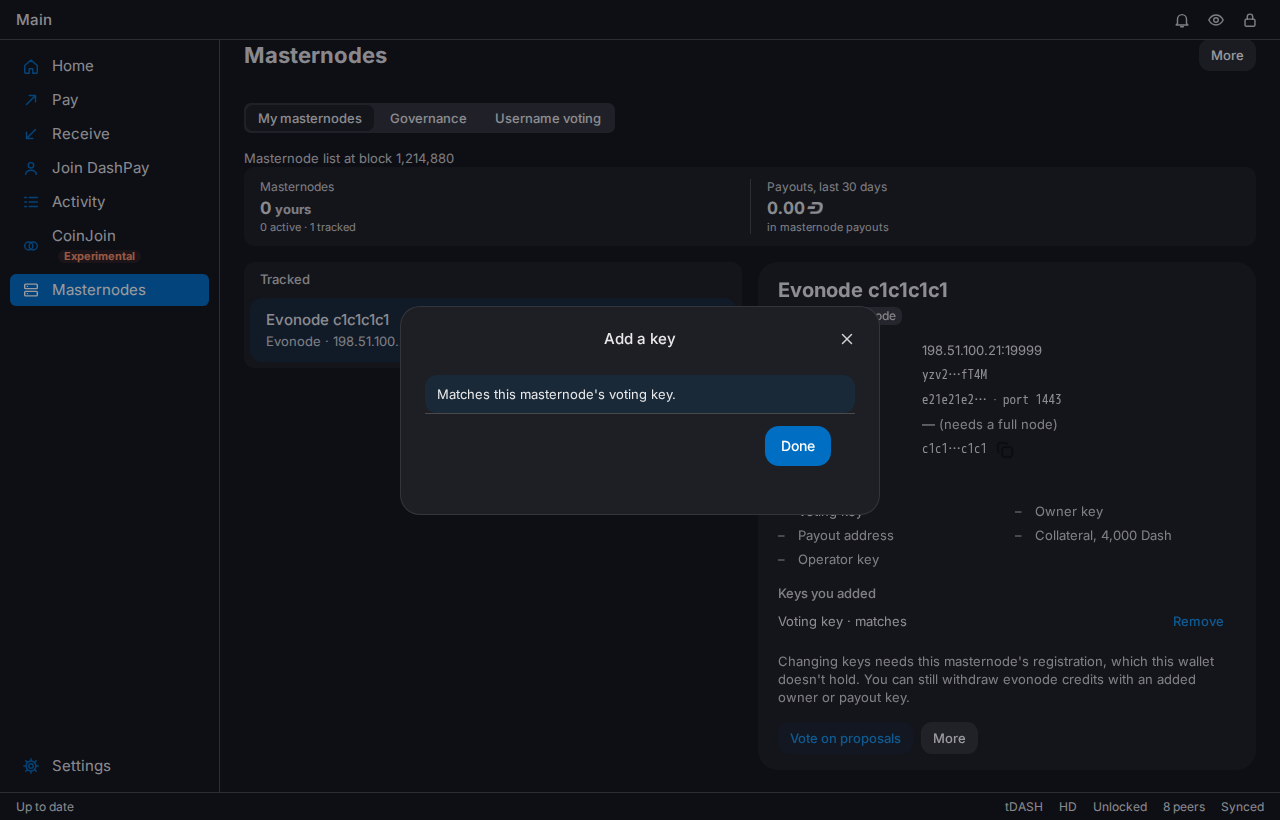 Main
Home
Pay
Receive
Join DashPay
Activity
CoinJoin
Experimental
Masternodes
Settings
Masternodes
More
My masternodes
Governance
Username voting
Masternode list at block 1,214,880
Masternodes
0 yours
0 active · 1 tracked
Payouts, last 30 days
0.00
in masternode payouts
Tracked
Evonode c1c1c1c1
Evonode · 198.51.100.
Evonode c1c1c1c1
198.51.100.21:19999
yzv2⋯fT4M
e21e21e2⋯ · port 1443
— (needs a full node)
c1c1⋯c1c1
Add a key
Matches this masternode's voting key.
Done
Voting key
– Owner key
– Payout address
– Collateral, 4,000 Dash
– Operator key
Keys you added
Voting key · matches
Remove
Changing keys needs this masternode's registration, which this wallet
doesn't hold. You can still withdraw evonode credits with an added
owner or payout key.
Vote on proposals
More
Up to date
tDASH
HD
Unlocked
8 peers
Synced